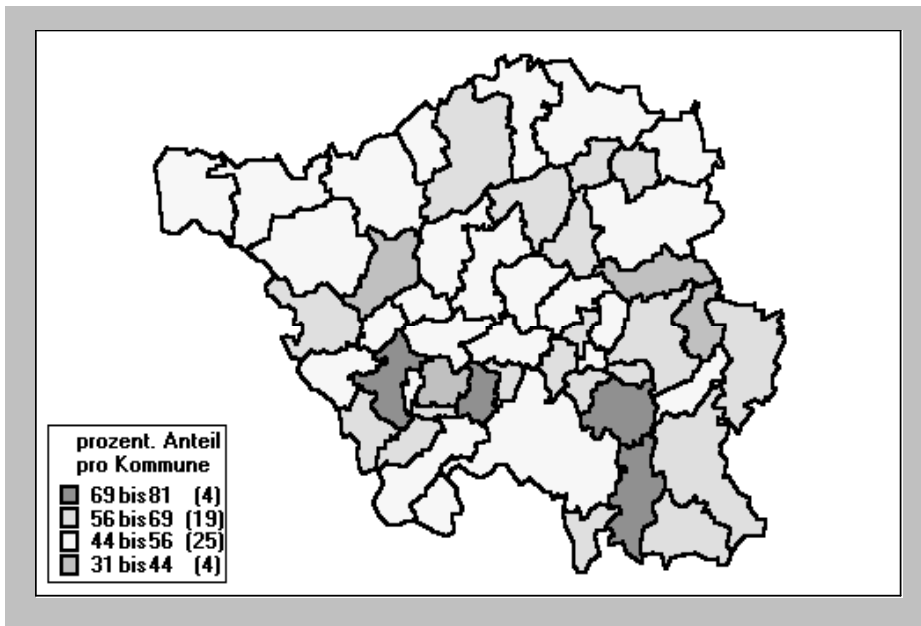 prozent. Anteil
pro Kommune
69 bis 81 (4)
56 bis 69 (19)
44 bis 56 (25)
31 bis 44 (4)